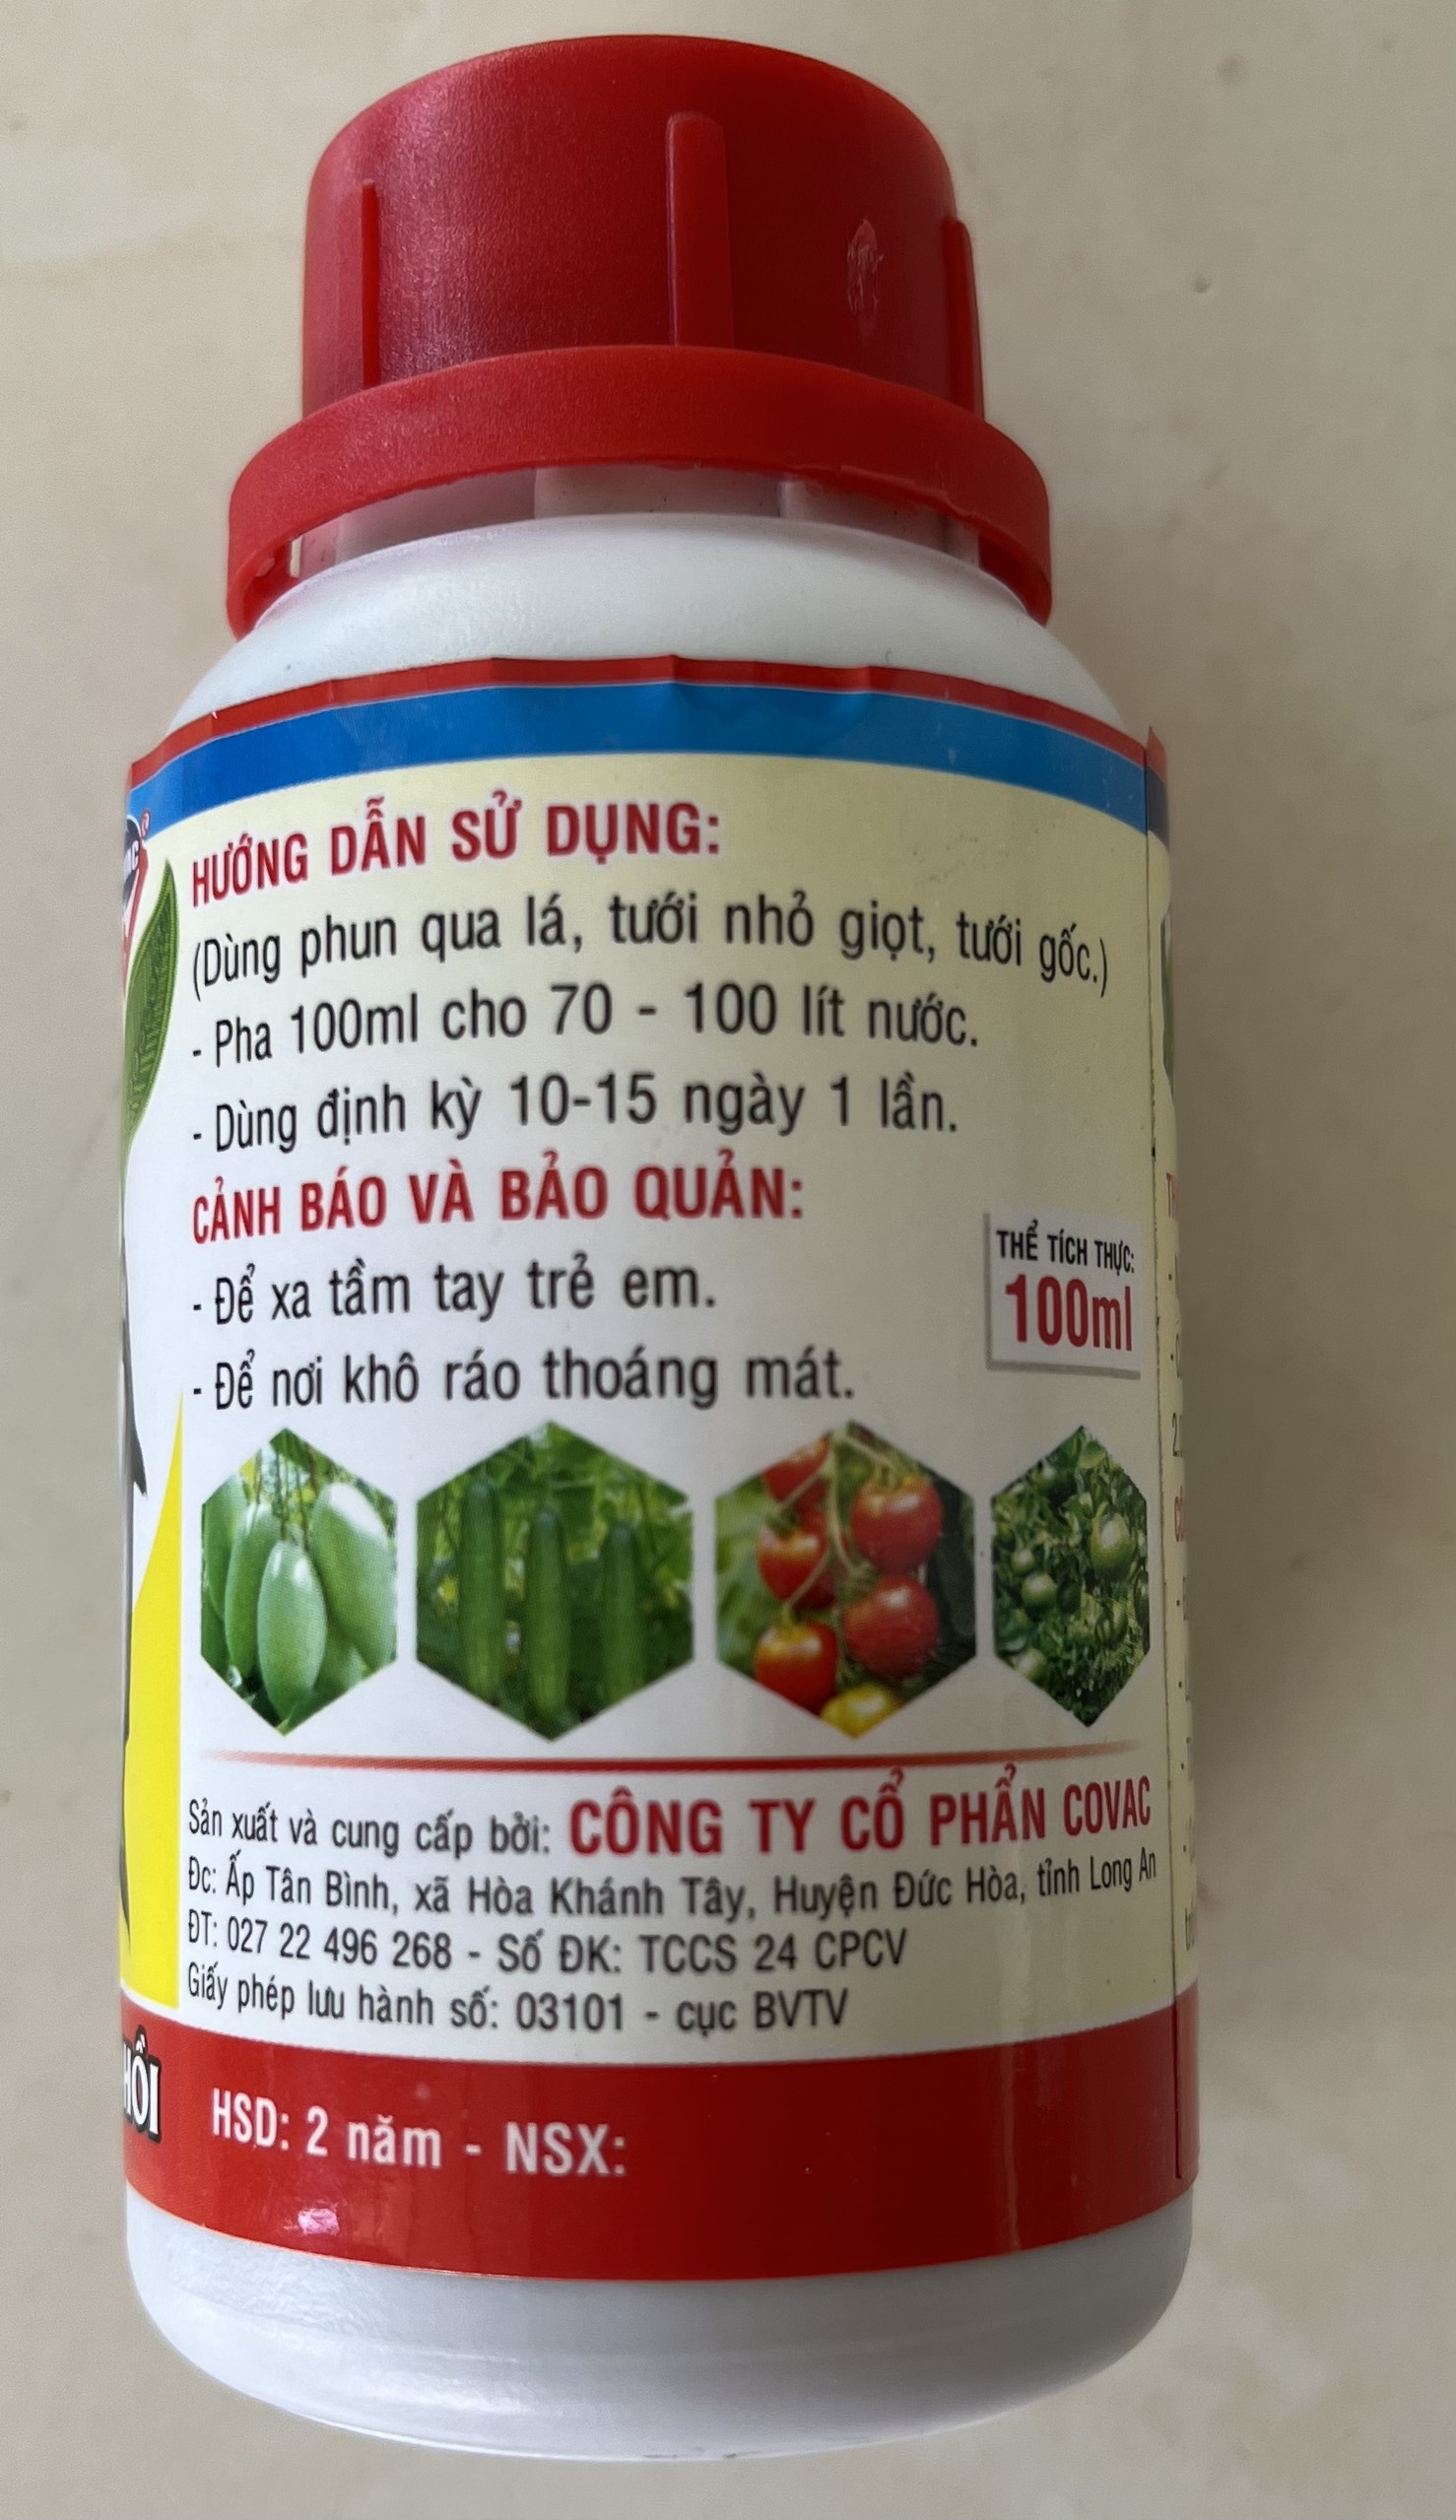 HƯỚNG DẪN SỬ DỤNG:
(Dùng phun qua lá, tưới nhỏ giọt, tưới gốc.)
- Pha 100ml cho 70 - 100 lít nước.
- Dùng định kỳ 10-15 ngày 1 lần.
CẢNH BÁO VÀ BẢO QUẢN:
- Để xa tầm tay trẻ em.
- Để nơi khô ráo thoáng mát.
THỂ TÍCH THỰC:
100ml
Sản xuất và cung cấp bởi: CÔNG TY CỔ PHẨN COVAC
Đc: Ấp Tân Bình, xã Hòa Khánh Tây, Huyện Đức Hòa, tỉnh Long An
ĐT: 027 22 496 268 - Số ĐK: TCCS 24 CPCV
Giấy phép lưu hành số: 03101 - cục BVTV
HSD: 2 năm - NSX: